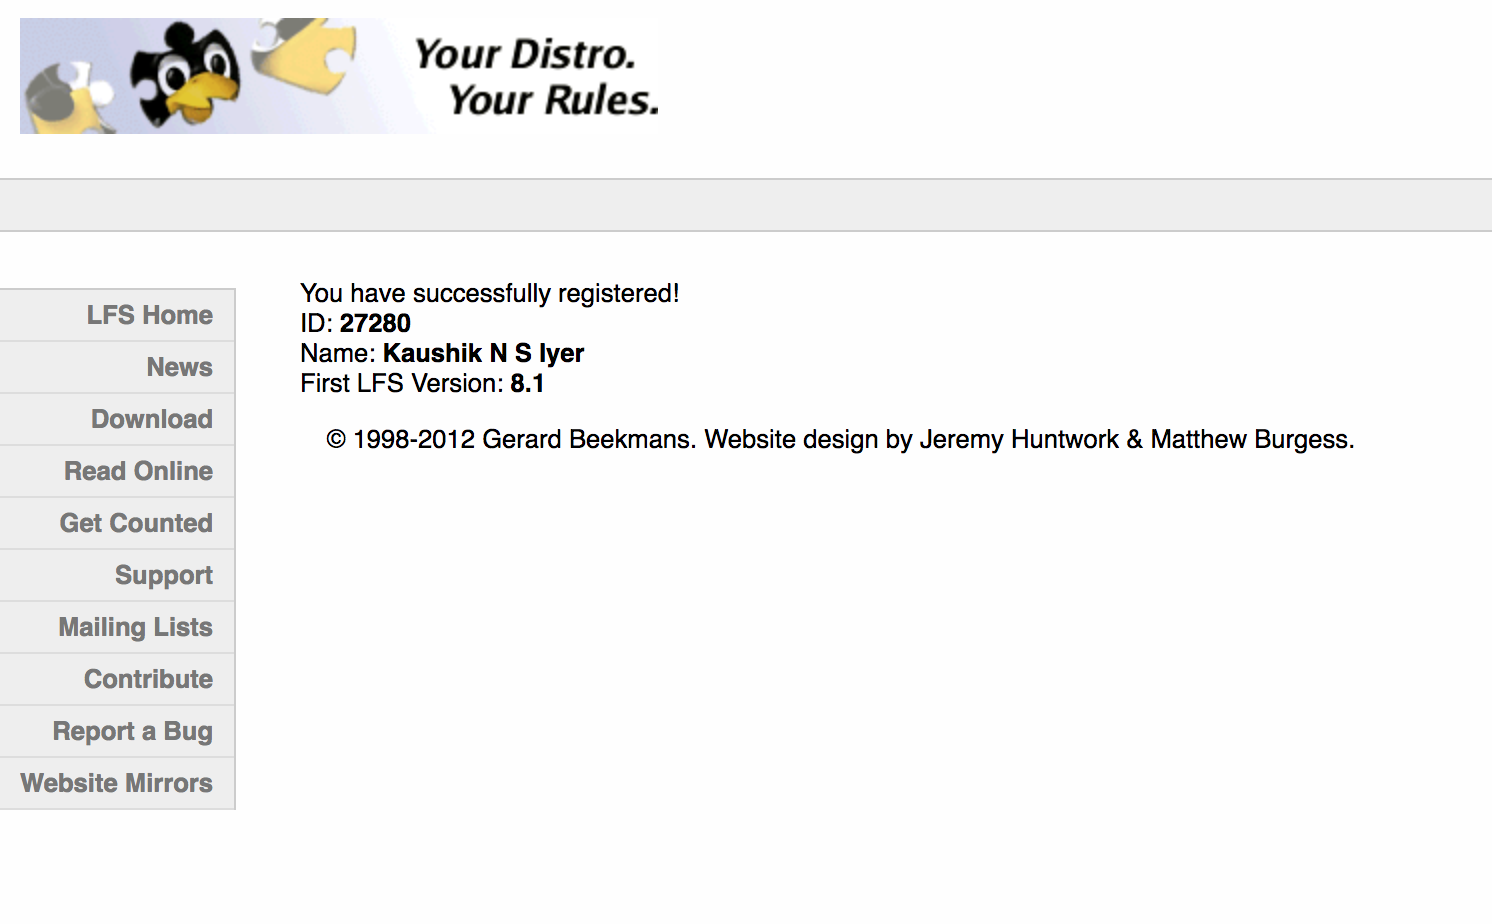 Your Distro.
Your Rules.
LFS Home
News
Download
Read Online
Get Counted
Support
Mailing Lists
Contribute
Report a Bug
Website Mirrors
You have successfully registered!
ID: 27280
Name: Kaushik N S Iyer
First LFS Version: 8.1
© 1998-2012 Gerard Beekmans. Website design by Jeremy Huntwork & Matthew Burgess.